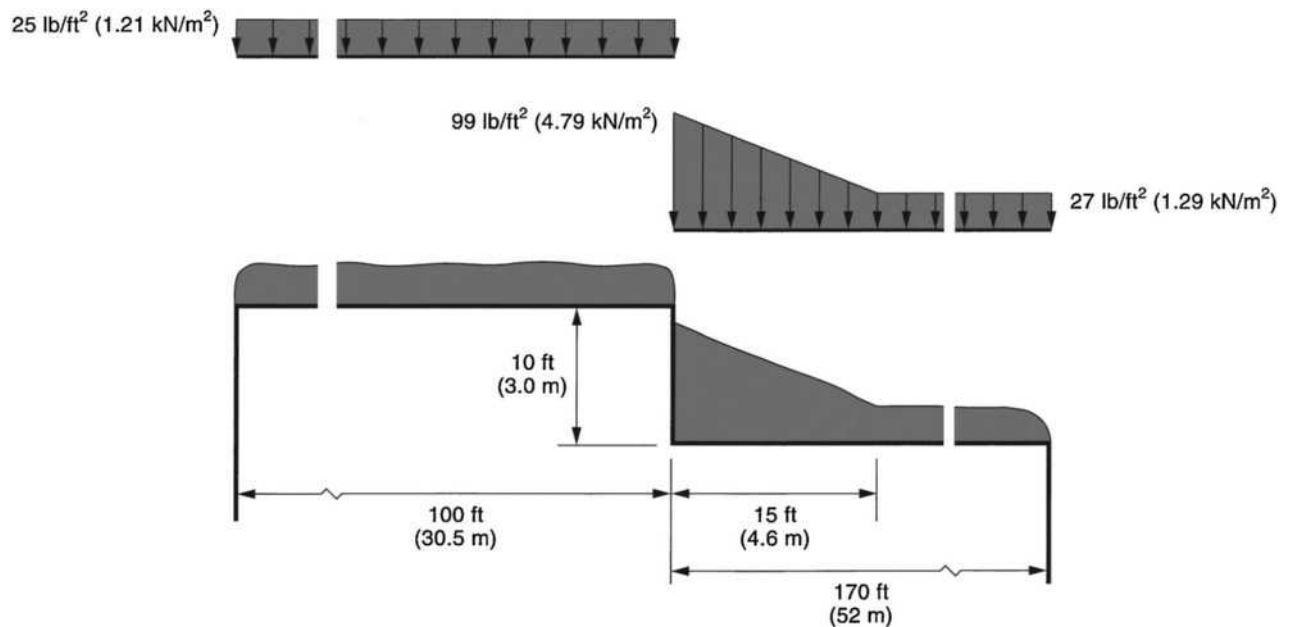 25 lb/ft² (1.21 kN/m²)
99 lb/ft² (4.79 kN/m²)
27 lb/ft² (1.29 kN/m²)
10 ft
(3.0 m)
100 ft
(30.5 m)
15 ft
(4.6 m)
170 ft
(52 m)